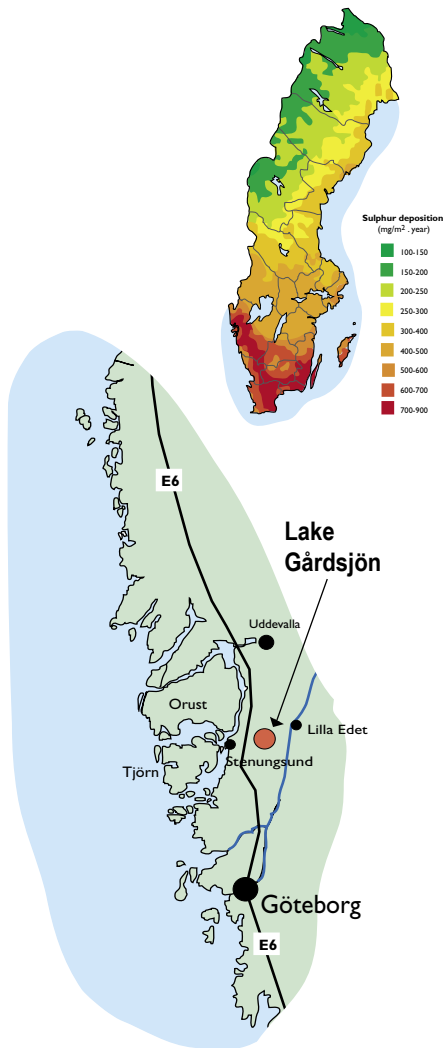 Sulphur deposition
(mg/m² . year)
100-150
150-200
200-250
250-300
300-400
400-500
500-600
600-700
700-900
E6
Lake
Gårdsjön
Uddevalla
Orust
Lilla Edet
Tjörn
Stenungsund
Göteborg
E6